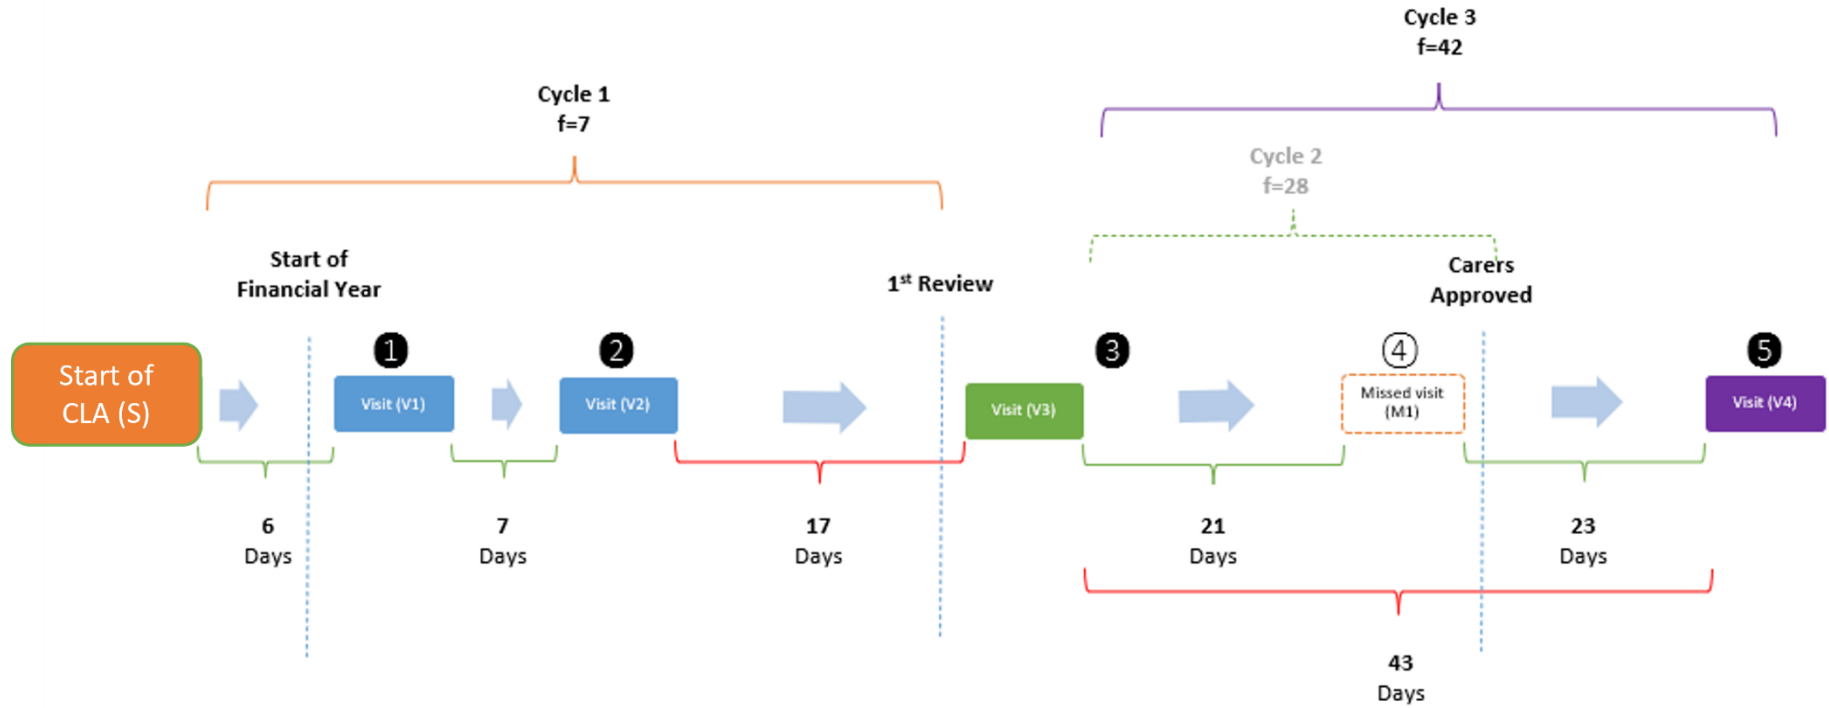 Cycle 3
f=42
Cycle 1
f=7
Cycle 2
f=28
Start of
Financial Year
1st Review
Carers
Approved
1
2
3
4
5
Start of
CLA (S)
Visit (V1)
Visit (V2)
Visit (V3)
Missed visit
(M1)
Visit (V4)
6
Days
7
Days
17
Days
21
Days
23
Days
43
Days